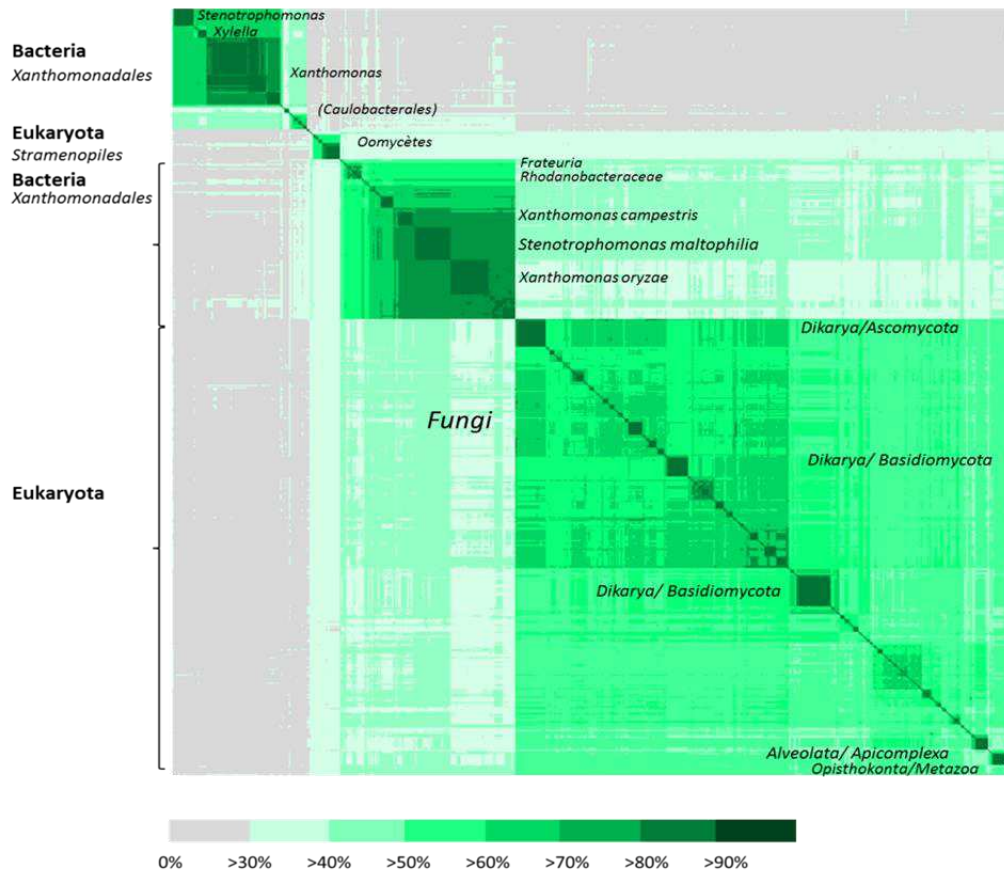 Stenotrophomonas
Xylella
Bacteria
Xanthomonadales
Xanthomonas
(Caulobacterales)
Eukaryota
Stramenopiles
Oomycètes
Bacteria
Xanthomonadales
Frateuria
Rhodanobacteraceae
Xanthomonas campestris
Stenotrophomonas maltophilia
Xanthomonas oryzae
Dikarya/Ascomycota
Fungi
Dikarya/ Basidiomycota
Eukaryota
Dikarya/ Basidiomycota
Alveolata/ Apicomplexa
Opisthokonta/Metazoa
0% >30% >40% >50% >60% >70% >80% >90%